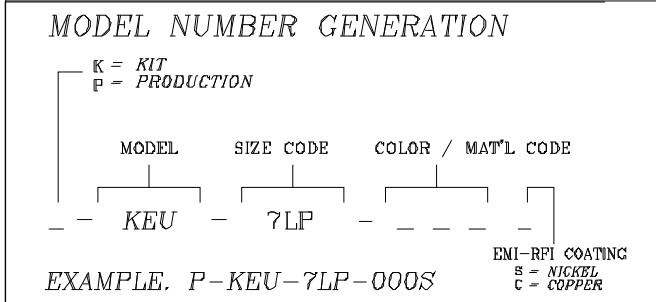 MODEL NUMBER GENERATION
K = KIT
P = PRODUCTION
MODEL SIZE CODE COLOR / MAT'L CODE
_ - KEU - 7LP - _ _ _ _
EMI-RFI COATING
S = NICKEL
C = COPPER
EXAMPLE. P-KEU-7LP-000S